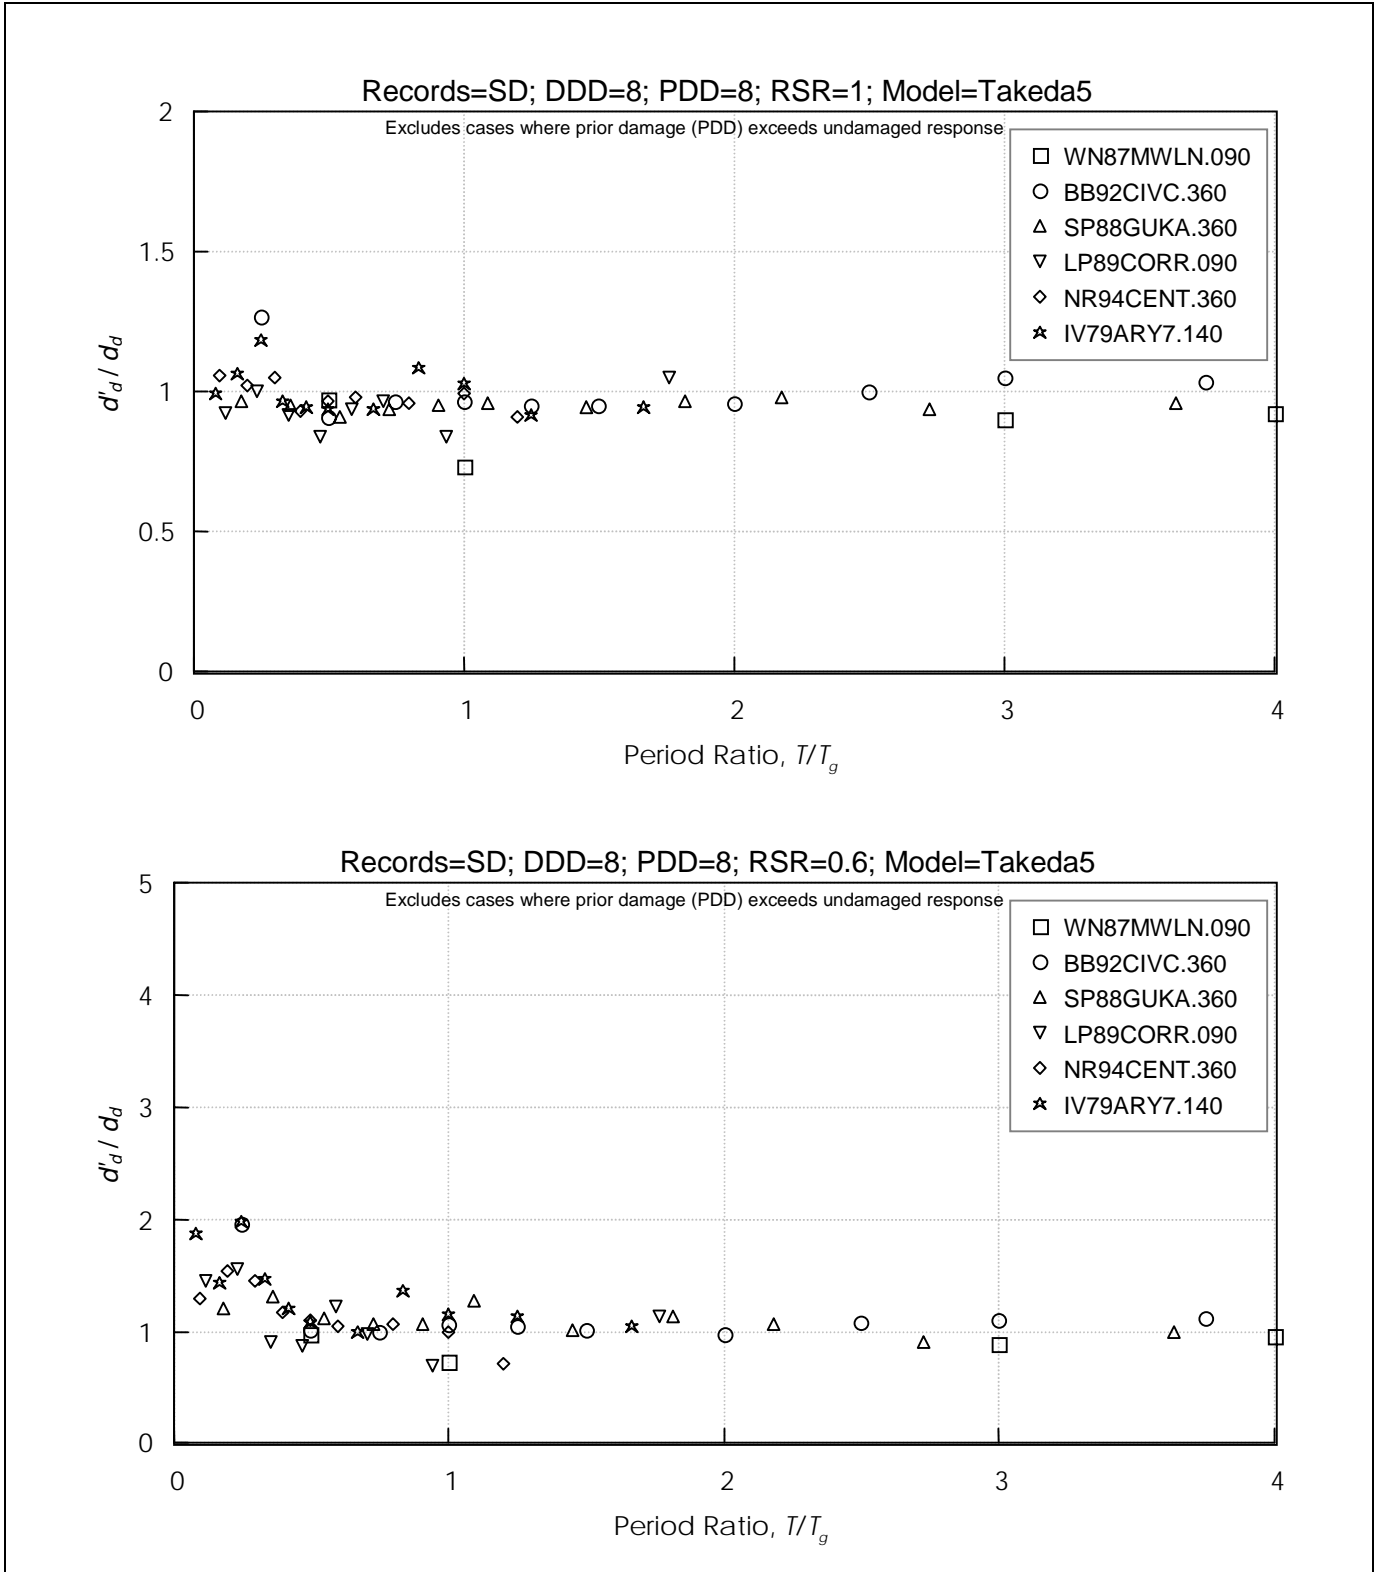 Records=SD; DDD=8; PDD=8; RSR=1; Model=Takeda5
Excludes cases where prior damage (PDD) exceeds undamaged response
WN87MWLN.090
BB92CIVC.360
SP88GUKA.360
LP89CORR.090
NR94CENT.360
IV79ARY7.140
2
1.5
1
0.5
0
d'd / dd
0 1 2 3 4
Period Ratio, T/Tg
Records=SD; DDD=8; PDD=8; RSR=0.6; Model=Takeda5
Excludes cases where prior damage (PDD) exceeds undamaged response
WN87MWLN.090
BB92CIVC.360
SP88GUKA.360
LP89CORR.090
NR94CENT.360
IV79ARY7.140
5
4
3
2
1
0
d'd / dd
0 1 2 3 4
Period Ratio, T/Tg